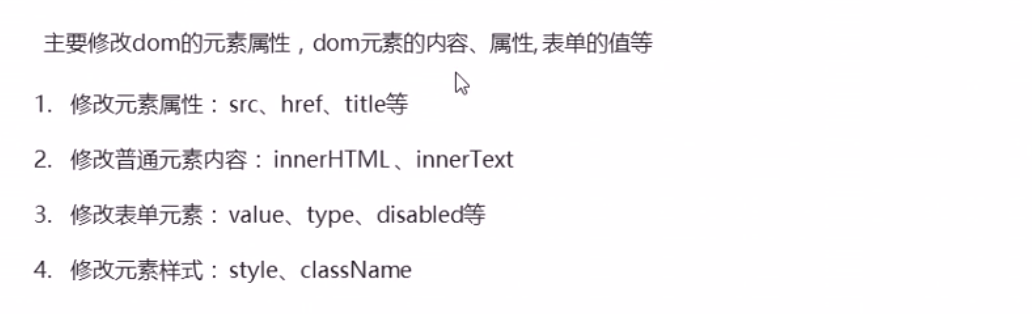 主要修改dom的元素属性，dom元素的内容、属性, 表单的值等
1. 修改元素属性：src、href、title等
2. 修改普通元素内容：innerHTML 、innerText
3. 修改表单元素：value、type、disabled等
4. 修改元素样式：style、className